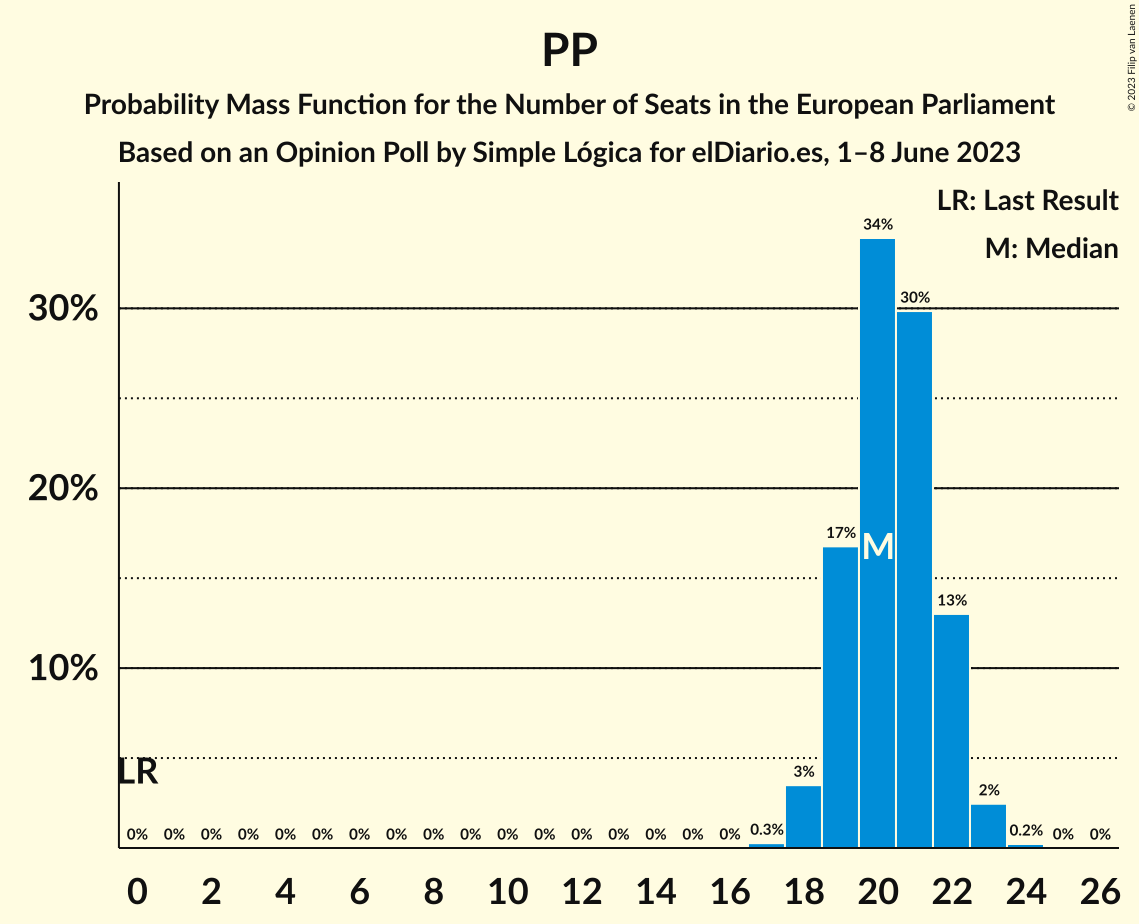 PP
Probability Mass Function for the Number of Seats in the European Parliament
Based on an Opinion Poll by Simple Lógica for elDiario.es, 1–8 June 2023
© 2023 Filip van Laenen
LR: Last Result
M: Median
34%
30%
30%
20%
17%
M
13%
10%
LR
3%
2%
0% 0% 0% 0% 0% 0% 0% 0% 0% 0% 0% 0% 0% 0% 0% 0% 0% 0.3% 0.2% 0% 0%
0 2 4 6 8 10 12 14 16 18 20 22 24 26